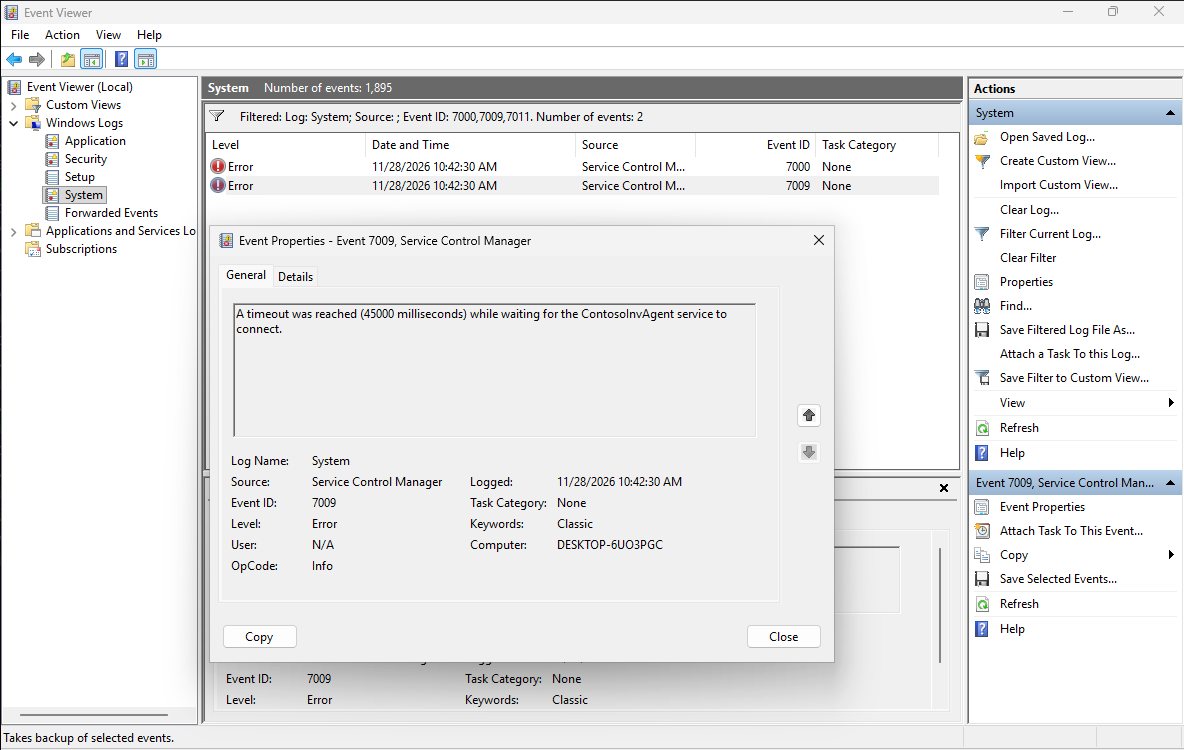 Event Viewer
File Action View Help
Event Viewer (Local)
Custom Views
Windows Logs
Application
Security
Setup
System
Forwarded Events
Applications and Services Lo
Subscriptions
System Number of events: 1,895
Filtered: Log: System; Source: ; Event ID: 7000,7009,7011. Number of events: 2
Level Date and Time Source Event ID Task Category
Error 11/28/2026 10:42:30 AM Service Control M... 7000 None
Error 11/28/2026 10:42:30 AM Service Control M... 7009 None
Event Properties - Event 7009, Service Control Manager
General Details
A timeout was reached (45000 milliseconds) while waiting for the ContosoInvAgent service to
connect.
Log Name: System
Source: Service Control Manager Logged: 11/28/2026 10:42:30 AM
Event ID: 7009 Task Category: None
Level: Error Keywords: Classic
User: N/A Computer: DESKTOP-6UO3PGC
OpCode: Info
Copy Close
Event ID: 7009 Task Category: None
Level: Error Keywords: Classic
Actions
System
Open Saved Log...
Create Custom View...
Import Custom View...
Clear Log...
Filter Current Log...
Clear Filter
Properties
Find...
Save Filtered Log File As...
Attach a Task To this Log...
Save Filter to Custom View...
View
Refresh
Help
Event 7009, Service Control Man...
Event Properties
Attach Task To This Event...
Copy
Save Selected Events...
Refresh
Help
Takes backup of selected events.